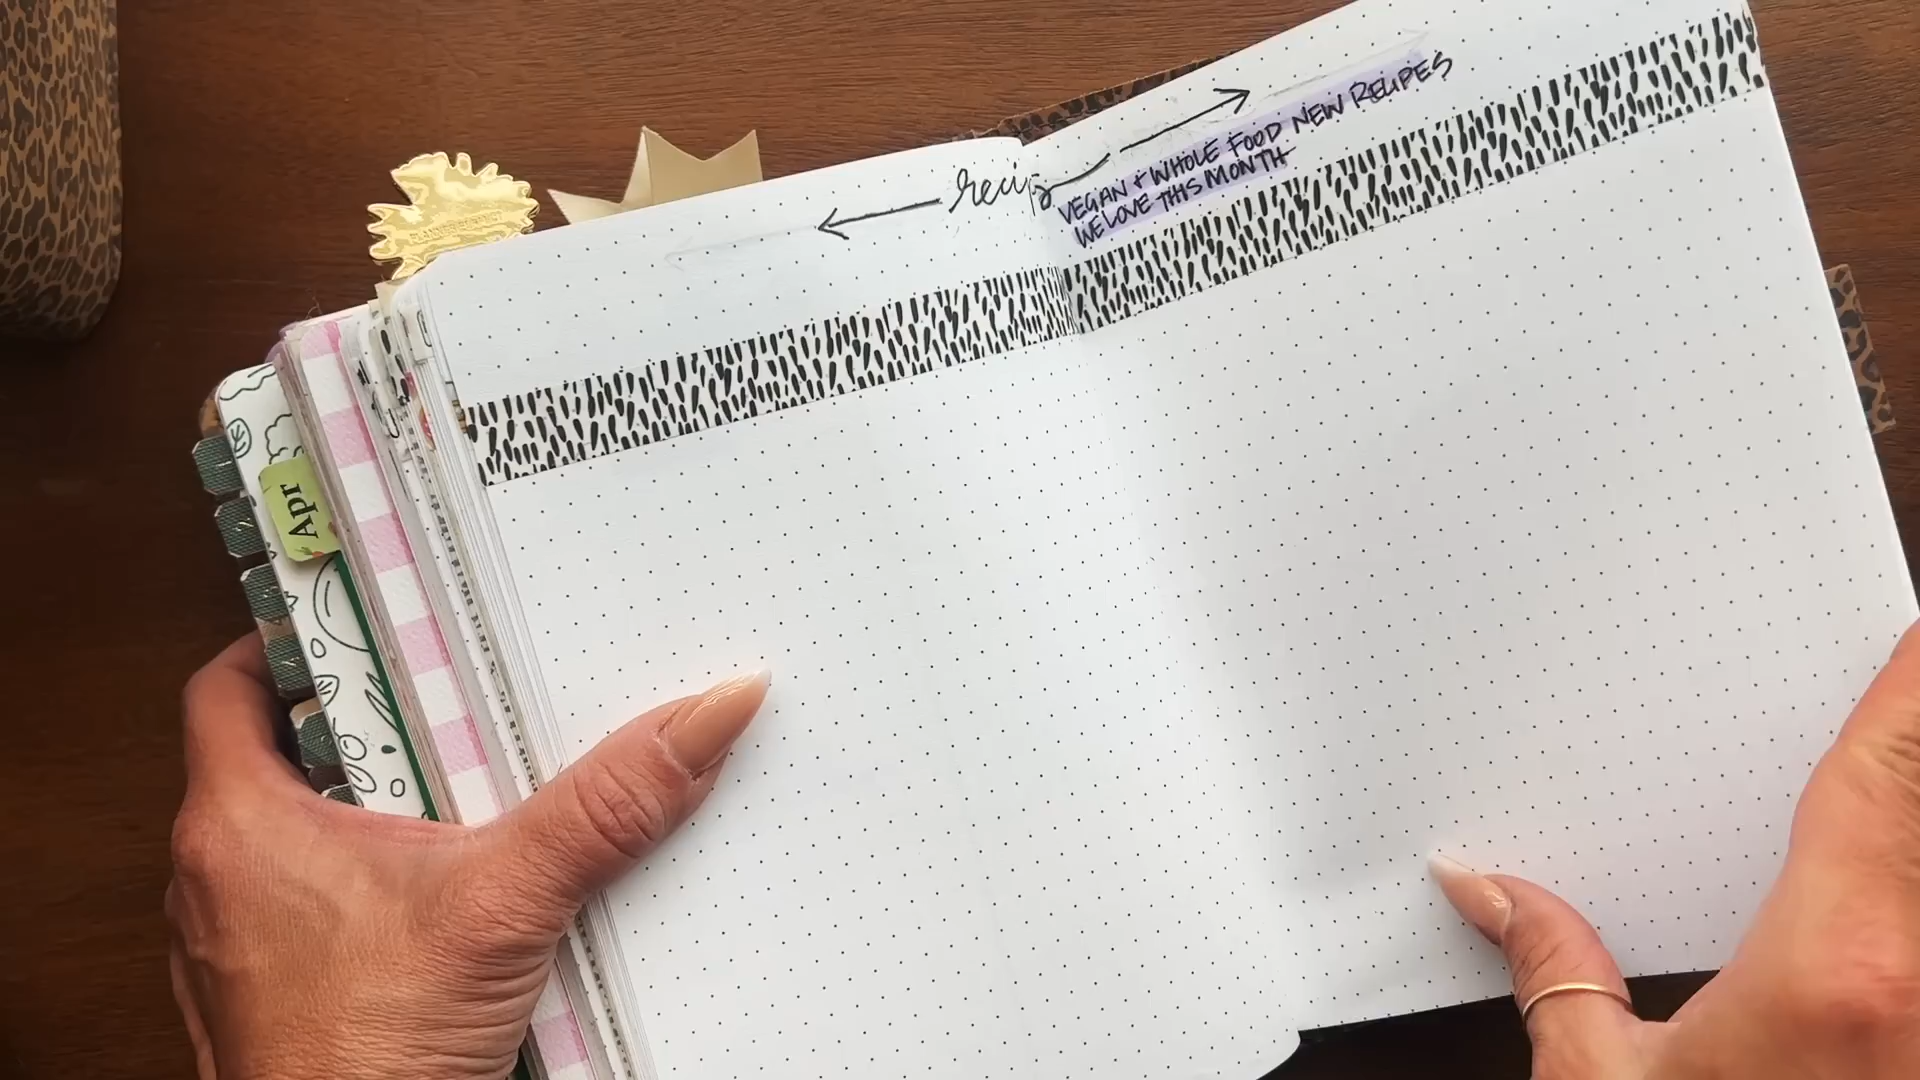 recipes
VEGAN + WHOLE FOOD NEW RECIPES
WE LOVE THIS MONTH
Apr